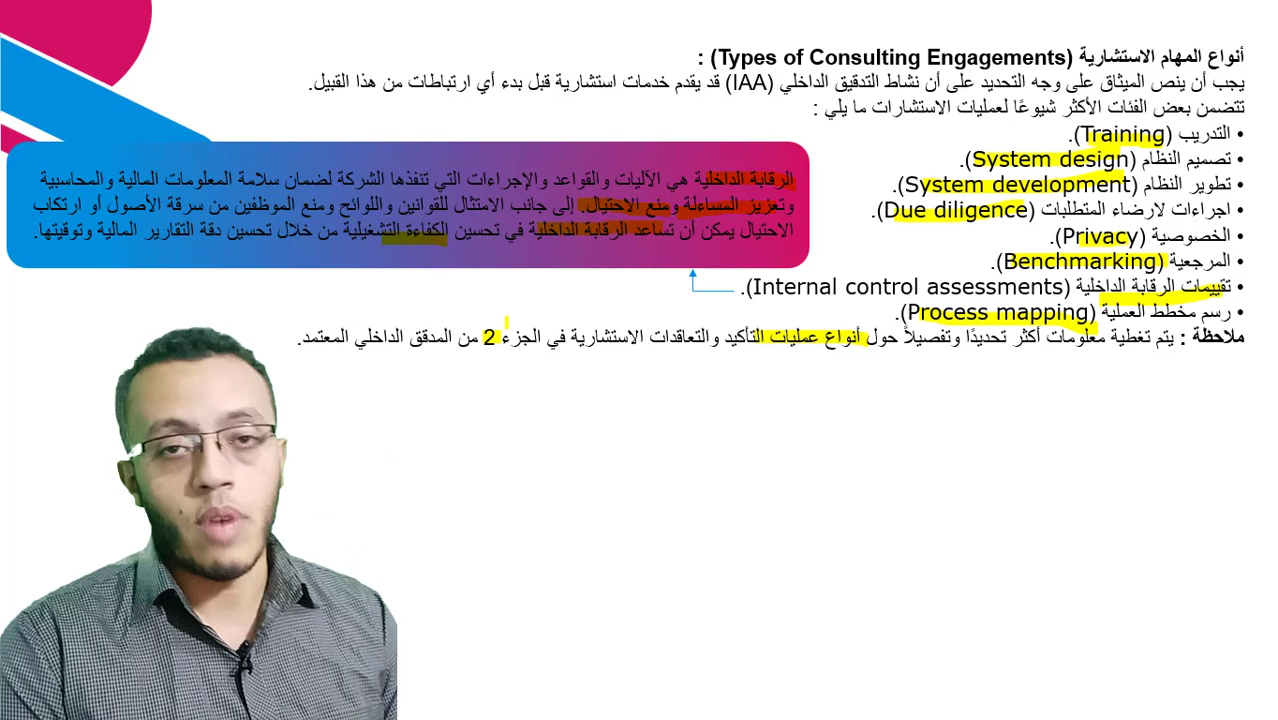 أنواع المهام الاستشارية (Types of Consulting Engagements) :
يجب أن ينص الميثاق على وجه التحديد على أن نشاط التدقيق الداخلي (IAA) قد يقدم خدمات استشارية قبل بدء أي ارتباطات من هذا القبيل.
تتضمن بعض الفئات الأكثر شيوعًا لعمليات الاستشارات ما يلي :
• التدريب (Training).
• تصميم النظام (System design).
• تطوير النظام (System development).
• اجراءات لارضاء المتطلبات (Due diligence).
• الخصوصية (Privacy).
• المرجعية (Benchmarking).
• تقييمات الرقابة الداخلية (Internal control assessments).
• رسم مخطط العملية (Process mapping).
ملاحظة : يتم تغطية معلومات أكثر تحديدًا وتفصيلاً حول أنواع عمليات التأكيد والتعاقدات الاستشارية في الجزء 2 من المدقق الداخلي المعتمد.
الرقابة الداخلية هي الآليات والقواعد والإجراءات التي تنفذها الشركة لضمان سلامة المعلومات المالية والمحاسبية
وتعزيز المساءلة ومنع الاحتيال. إلى جانب الامتثال للقوانين واللوائح ومنع الموظفين من سرقة الأصول أو ارتكاب
الاحتيال يمكن أن تساعد الرقابة الداخلية في تحسين الكفاءة التشغيلية من خلال تحسين دقة التقارير المالية وتوقيتها.